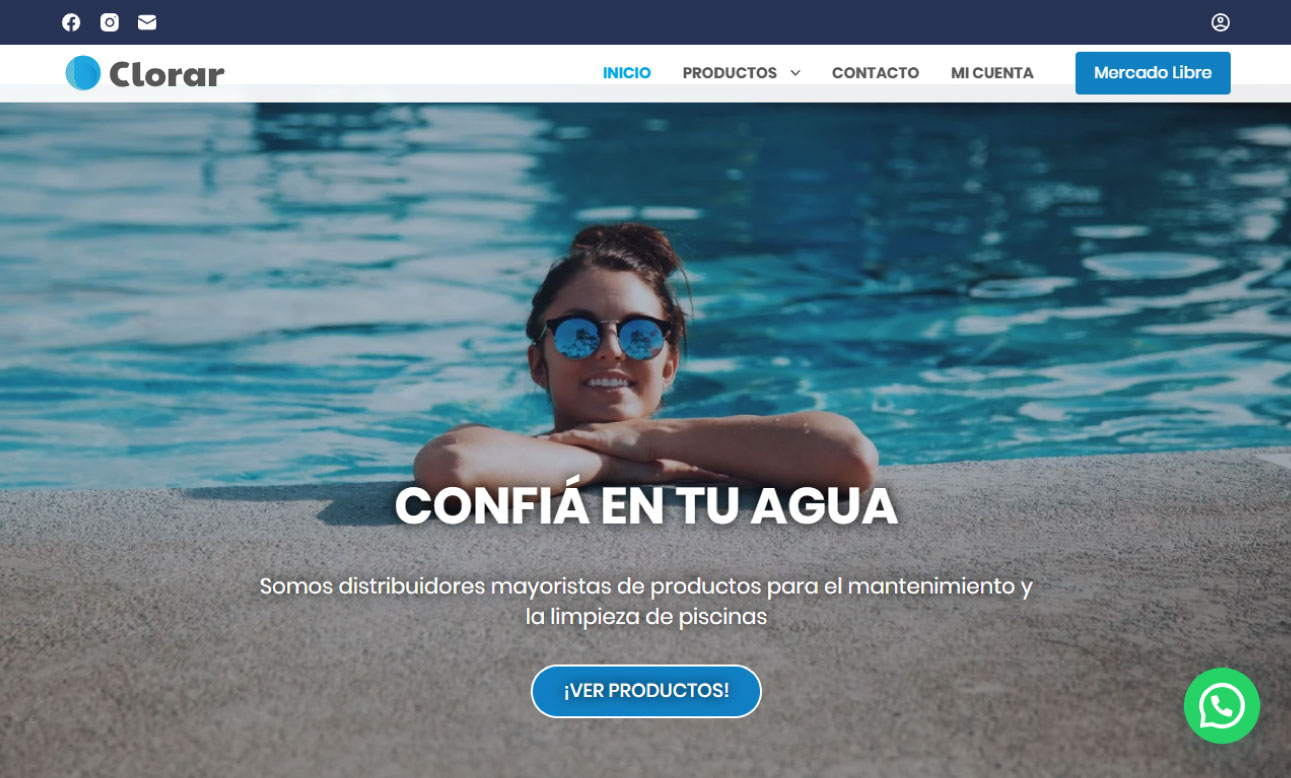 Clorar
INICIO
PRODUCTOS
CONTACTO
MI CUENTA
Mercado Libre
CONFIÁ EN TU AGUA
Somos distribuidores mayoristas de productos para el mantenimiento y
la limpieza de piscinas
¡VER PRODUCTOS!